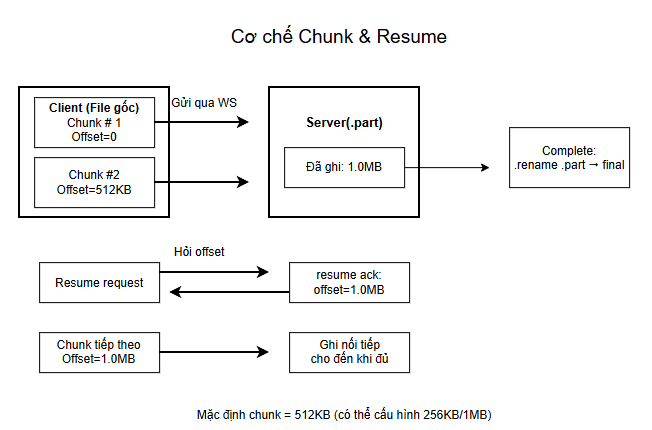 Cơ chế Chunk & Resume
Client (File gốc)
Chunk # 1
Offset=0
Gửi qua WS
Chunk #2
Offset=512KB
Server(.part)
Đã ghi: 1.0MB
Complete:
.rename .part → final
Hỏi offset
Resume request
resume ack:
offset=1.0MB
Chunk tiếp theo
Offset=1.0MB
Ghi nối tiếp
cho đến khi đủ
Mặc định chunk = 512KB (có thể cấu hình 256KB/1MB)